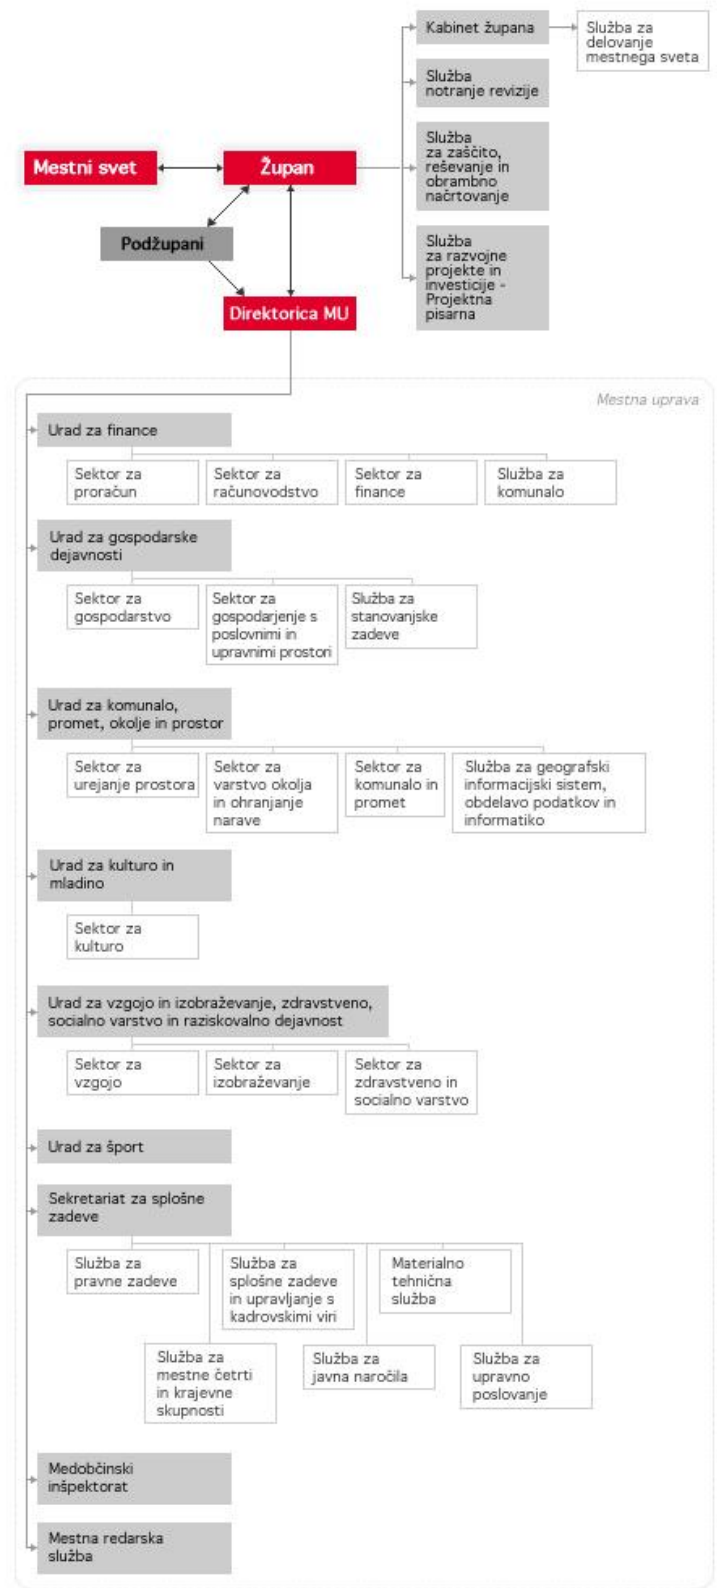 Kabinet župana
Služba za
delovanje
mestnega sveta
Služba
notranje revizije
Mestni svet
Župan
Služba
za zaščito,
reševanje in
obrambno
načrtovanje
Podžupani
Služba
za razvojne
projekte in
investicije -
Projektna
pisarna
Direktorica MU
Mestna uprava
Urad za finance
Sektor za
proračun
Sektor za
računovodstvo
Sektor za
finance
Služba za
komunalo
Urad za gospodarske
dejavnosti
Sektor za
gospodarstvo
Sektor za
gospodarjenje s
poslovnimi in
upravnimi prostori
Služba za
stanovanjske
zadeve
Urad za komunalo,
promet, okolje in prostor
Sektor za
urejanje prostora
Sektor za
varstvo okolja
in ohranjanje
narave
Sektor za
komunalo in
promet
Služba za geografski
informacijski sistem,
obdelavo podatkov in
informatiko
Urad za kulturo in
mladino
Sektor za
kulturo
Urad za vzgojo in izobraževanje, zdravstveno,
socialno varstvo in raziskovalno dejavnost
Sektor za
vzgojo
Sektor za
izobraževanje
Sektor za
zdravstveno in
socialno varstvo
Urad za šport
Sekretariat za splošne
zadeve
Služba za
pravne zadeve
Služba za
splošne zadeve
in upravljanje s
kadrovskimi viri
Materialno
tehnična
služba
Služba za
mestne četrti
in krajevne
skupnosti
Služba za
javna naročila
Služba za
upravno
poslovanje
Medobčinski
inšpektorat
Mestna redarska
služba